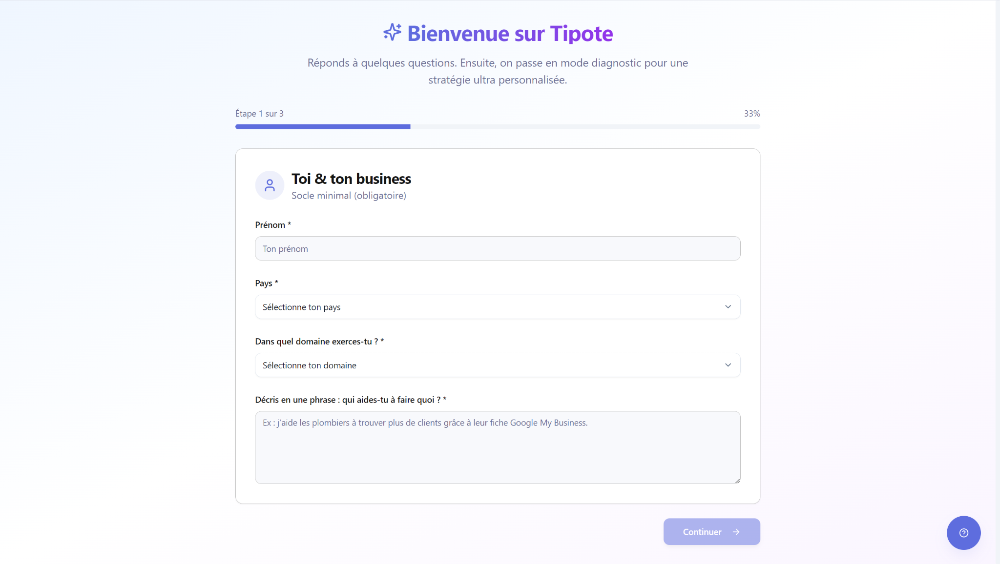 Bienvenue sur Tipote
Réponds à quelques questions. Ensuite, on passe en mode diagnostic pour une
stratégie ultra personnalisée.
Étape 1 sur 3
33%
Toi & ton business
Socle minimal (obligatoire)
Prénom *
Ton prénom
Pays *
Sélectionne ton pays
Dans quel domaine exerces-tu ? *
Sélectionne ton domaine
Décris en une phrase : qui aides-tu à faire quoi ? *
Ex : j’aide les plombiers à trouver plus de clients grâce à leur fiche Google My Business.
Continuer →